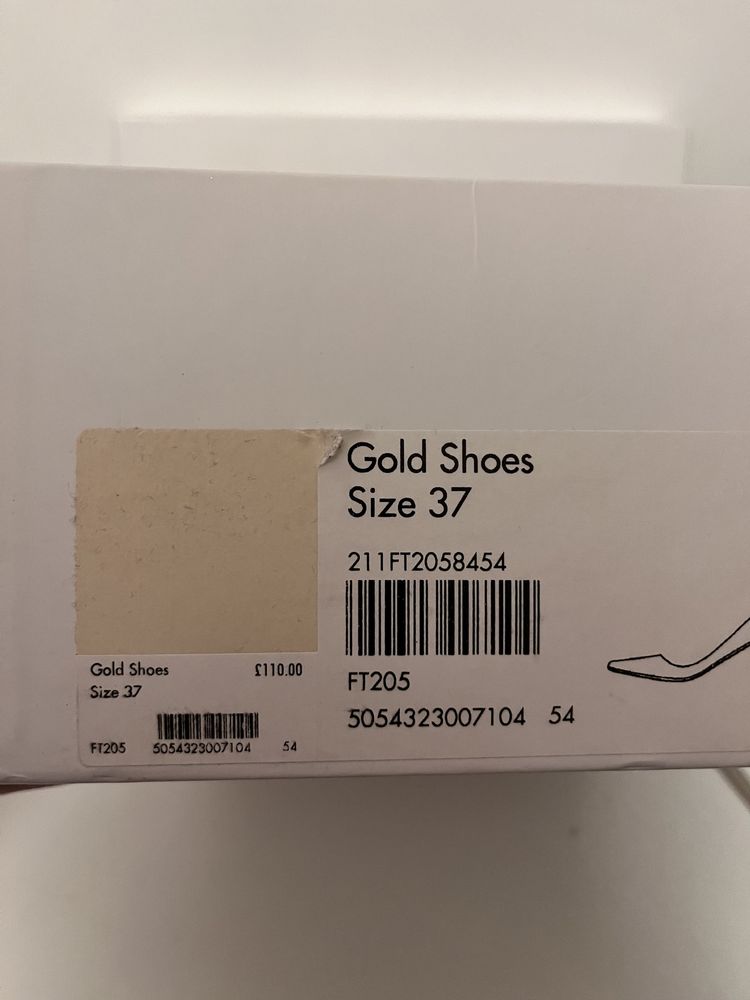 Gold Shoes
Size 37
211FT2058454
FT205
5054323007104 54
Gold Shoes £110.00
Size 37
FT205 5054323007104 54